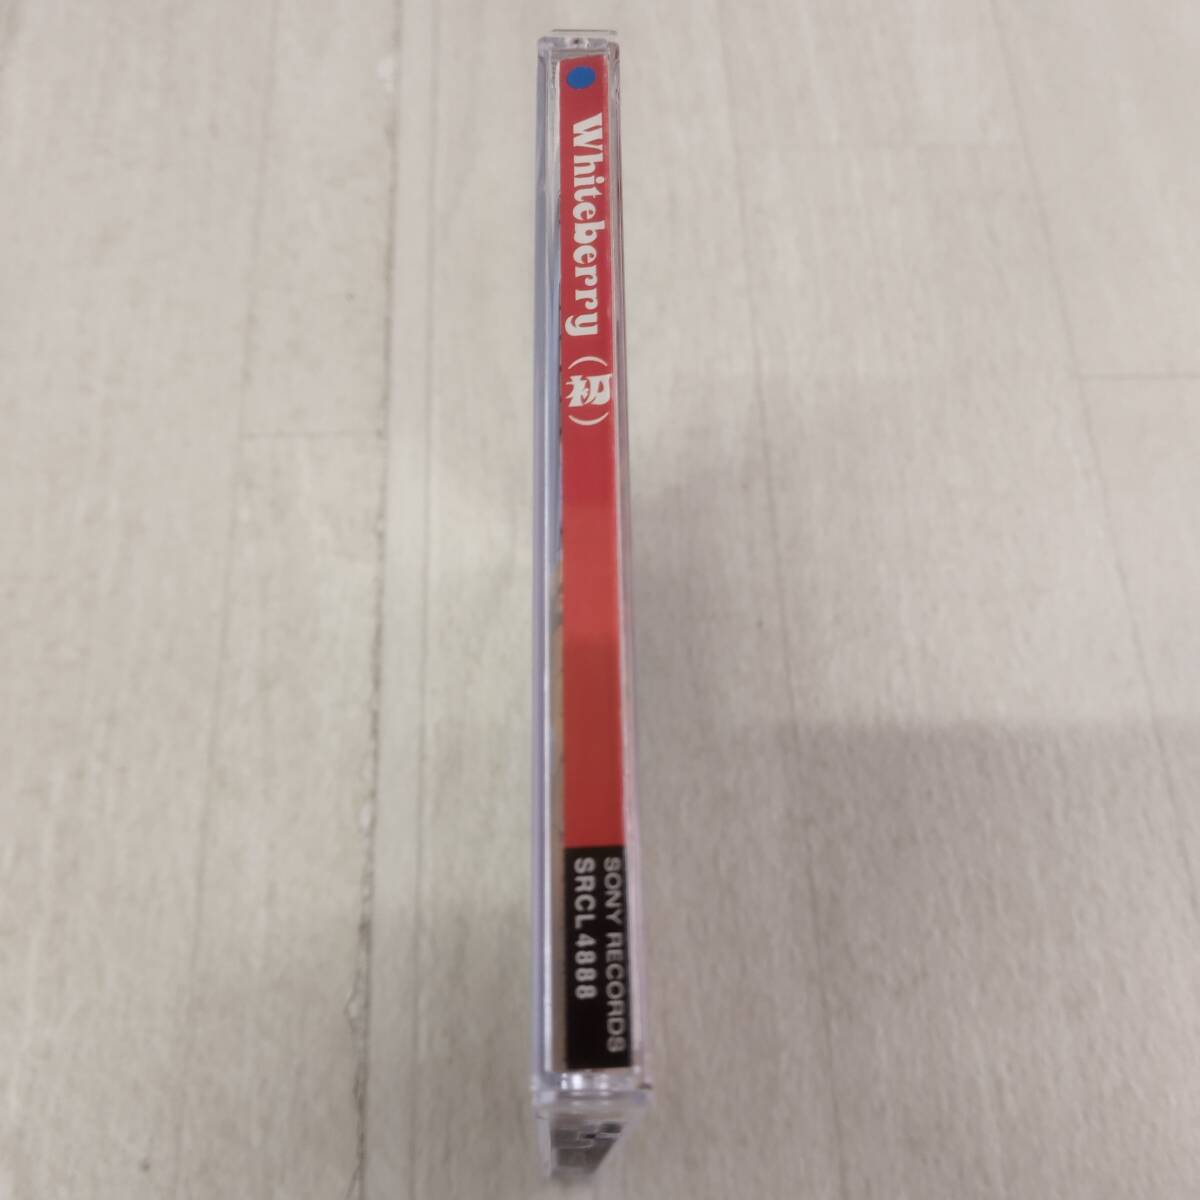 Whiteberry (初)
SONY RECORDS
SRCL 4888